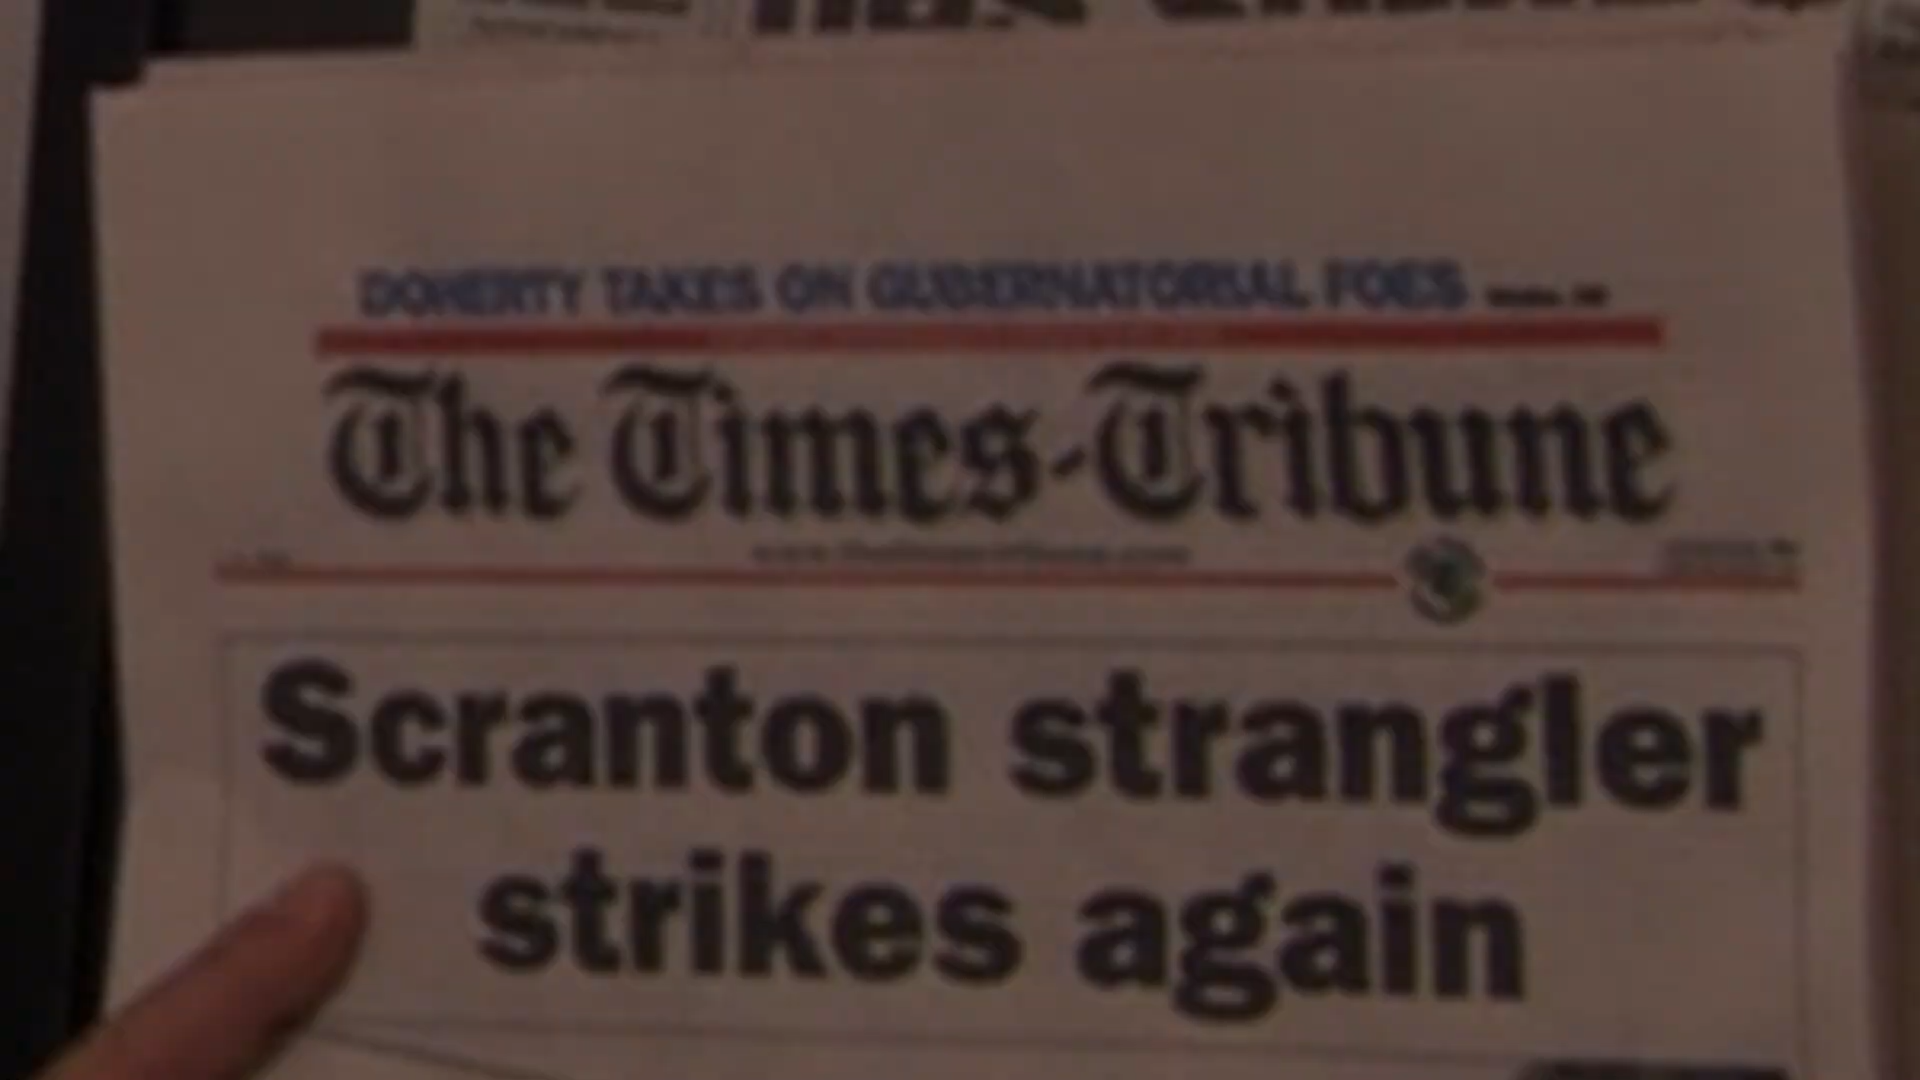 DOHERTY TAKES ON GUBERNATORIAL FOES
The Times-Tribune
Scranton strangler
strikes again